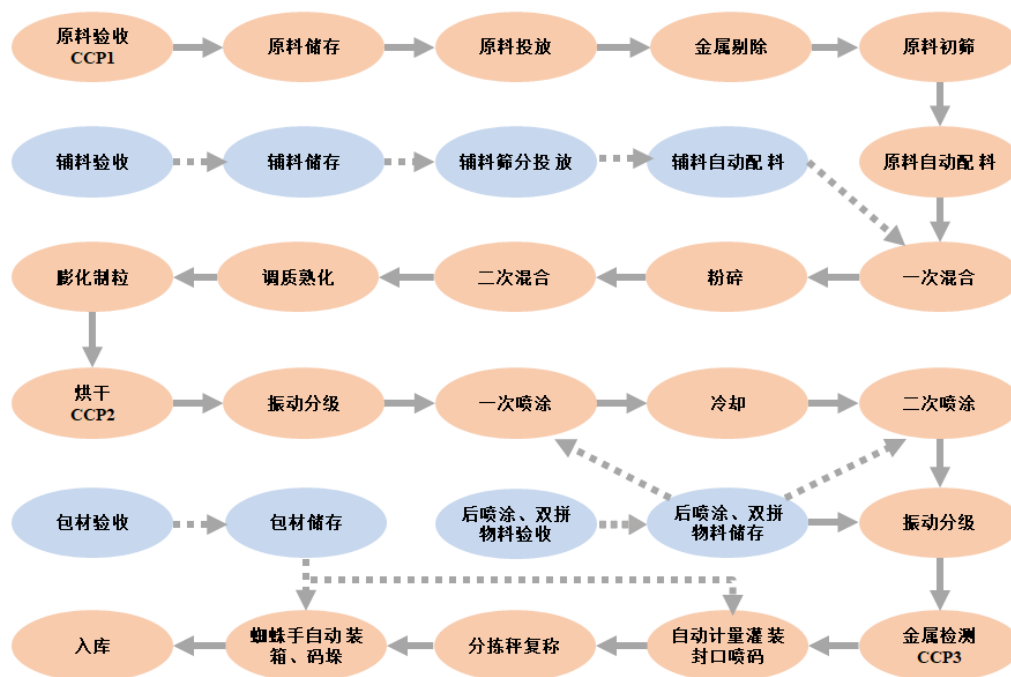 原料验收
CCP1
原料储存
原料投放
金属剔除
原料初筛
辅料验收
辅料储存
辅料筛分投 放
辅料自动配 料
原料自动配 料
膨化制粒
调质熟化
二次混合
粉碎
一次混合
烘干
CCP2
振动分级
一次喷涂
冷却
二次喷涂
包材验收
包材储存
后喷涂、双拼
物料验收
后喷涂、双拼
物料储存
振动分级
入库
蜘蛛手自动 装
箱、码垛
分拣秤复称
自动计量灌 装
封口喷码
金属检测
CCP3